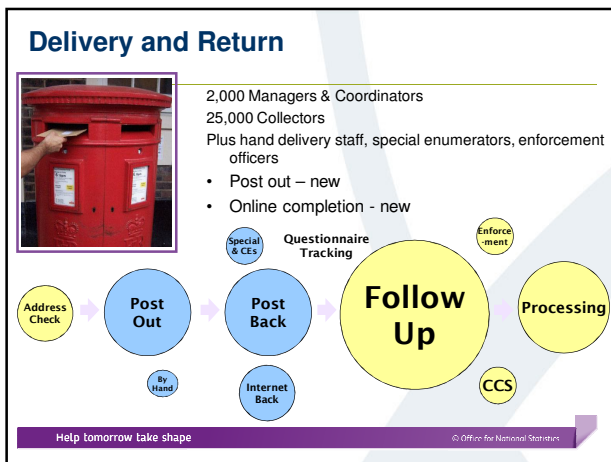 Delivery and Return
2,000 Managers & Coordinators
25,000 Collectors
Plus hand delivery staff, special enumerators, enforcement
officers
• Post out – new
• Online completion - new
Special
& CEs
Questionnaire
Tracking
Enforce
-ment
Address
Check
Post
Out
Post
Back
Follow
Up
Processing
By
Hand
Internet
Back
CCS
Help tomorrow take shape
© Office for National Statistics